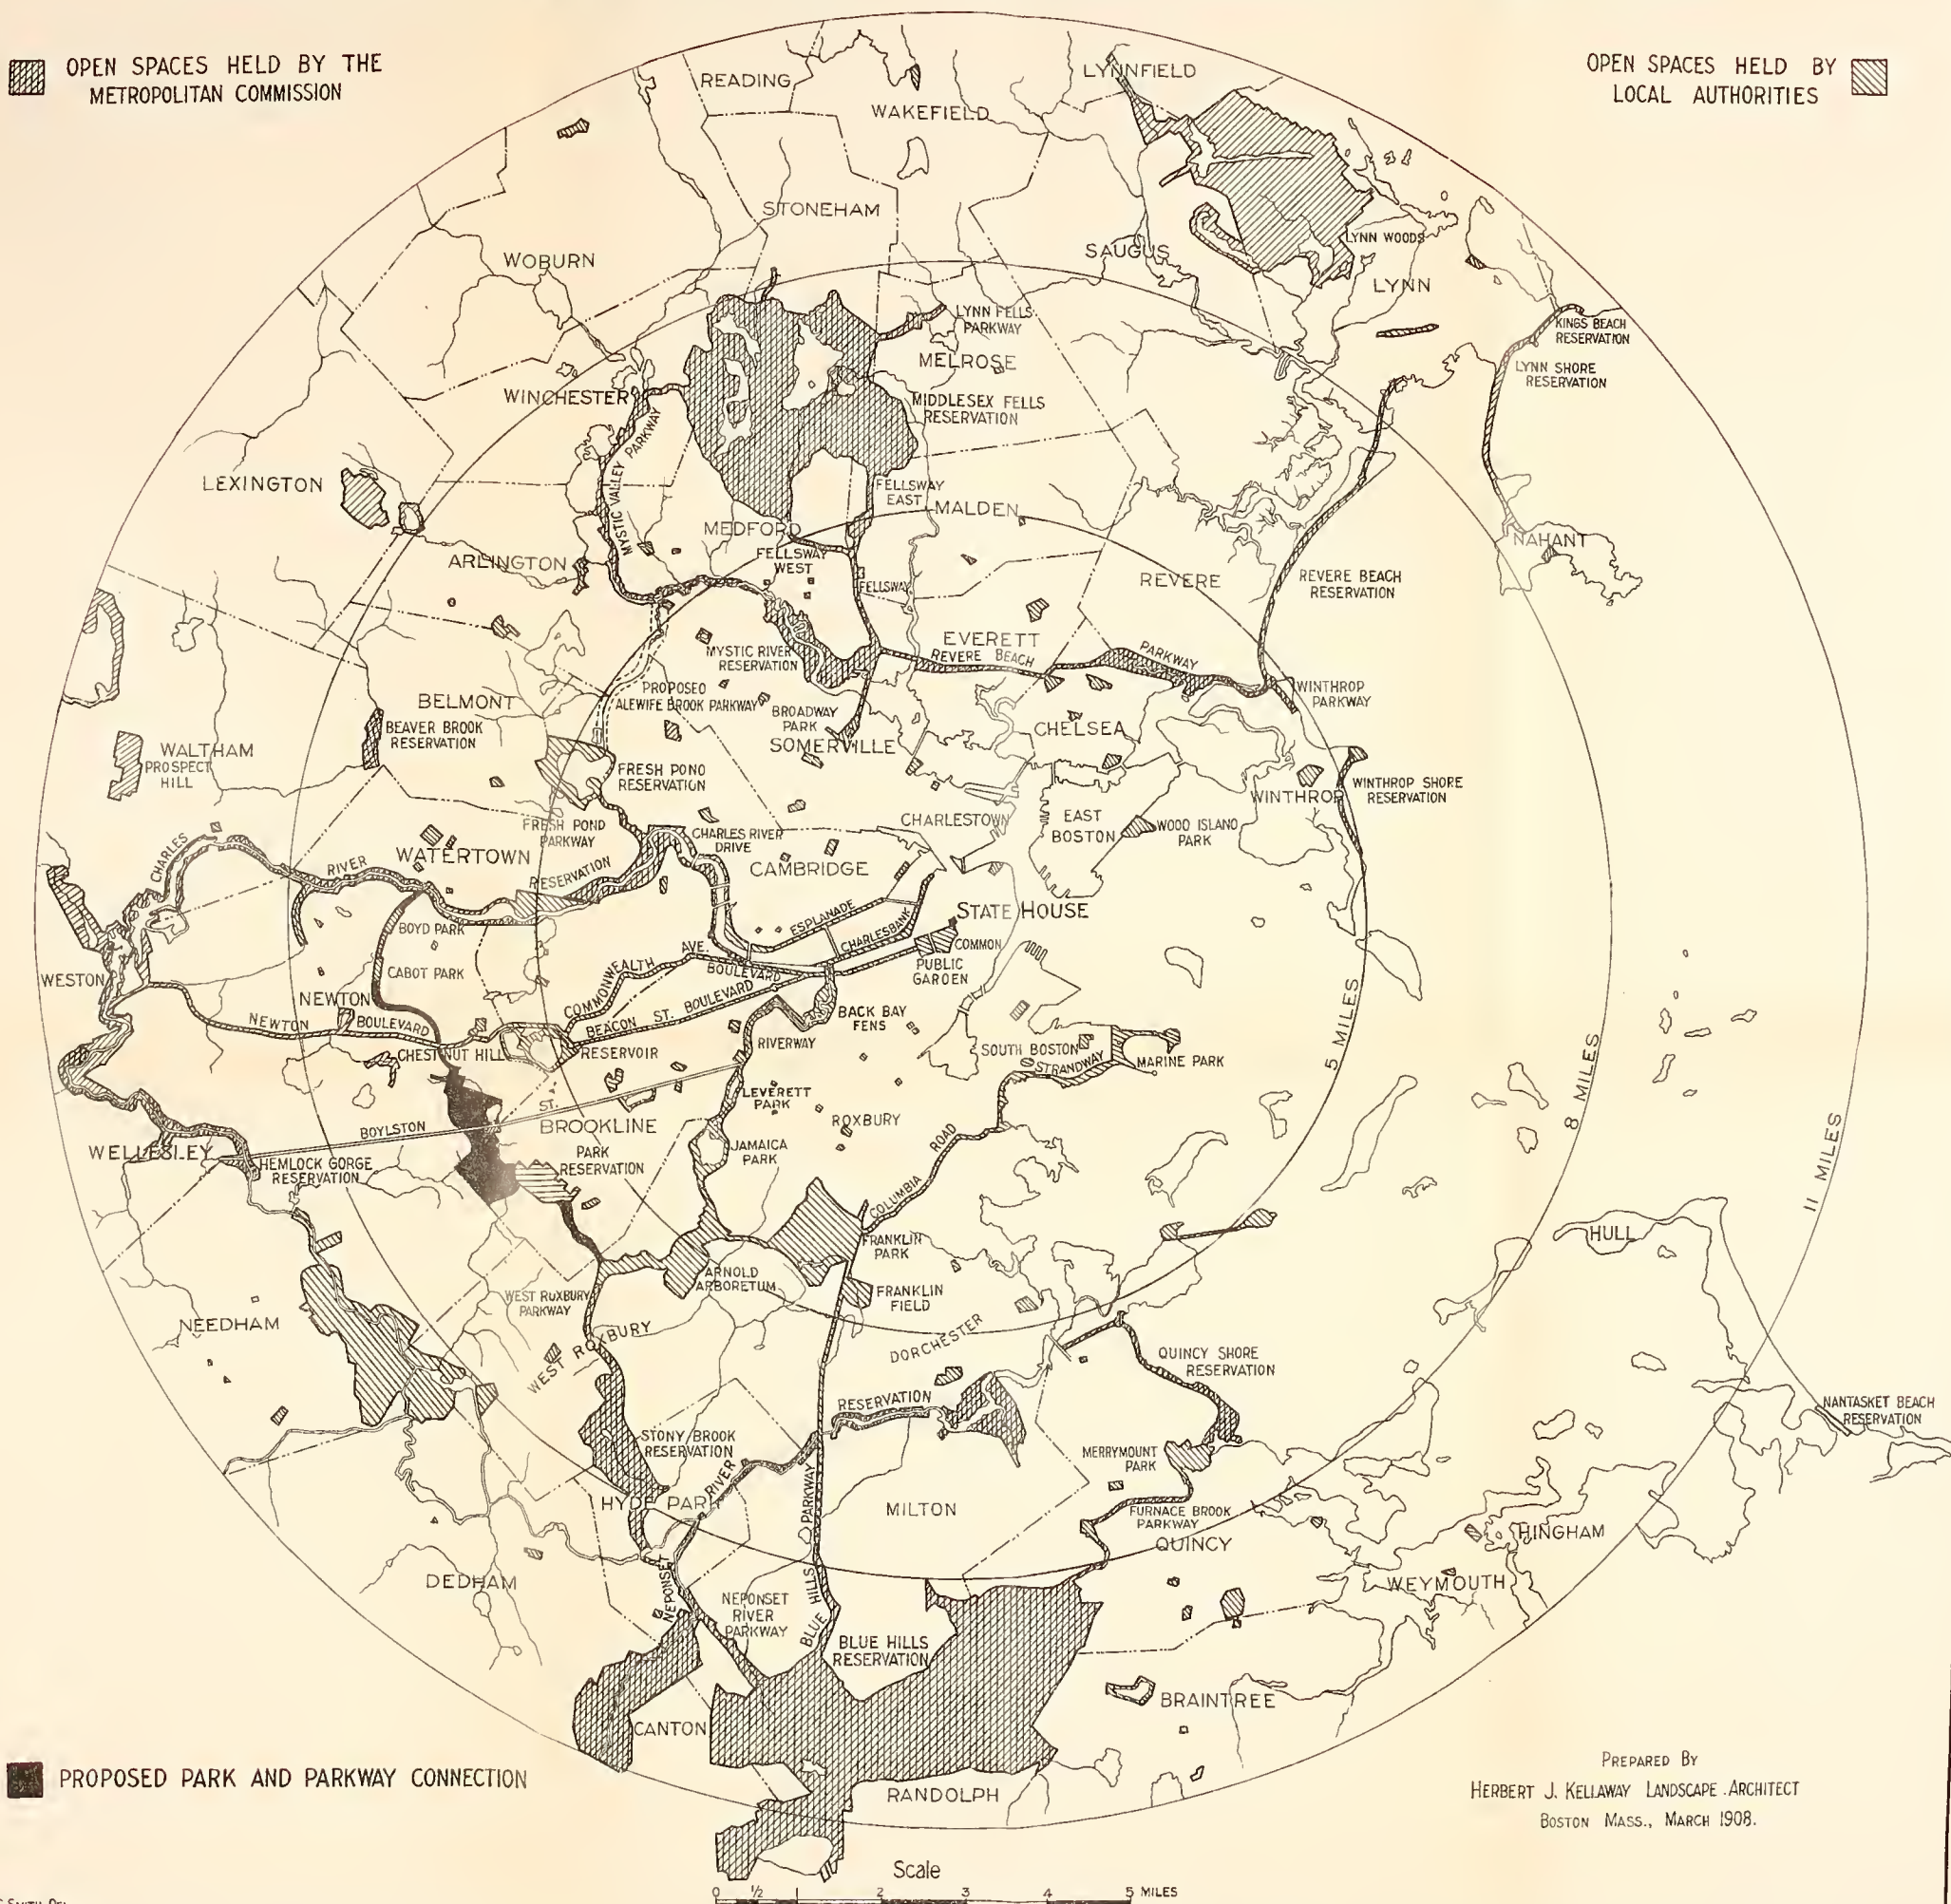 OPEN SPACES HELD BY THE
METROPOLITAN COMMISSION
OPEN SPACES HELD BY
LOCAL AUTHORITIES
READING
LYNNFIELD
WAKEFIELD
STONEHAM
WOBURN
SAUGUS
LYNN WOODS
LYNN
LYNN FELLS
PARKWAY
KINGS BEACH
RESERVATION
MELROSE
LYNN SHORE
RESERVATION
WINCHESTER
MIDDLESEX FELLS
RESERVATION
MYSTIC VALLEY PARKWAY
LEXINGTON
FELLSWAY
EAST
MALDEN
MEDFORD
NAHANT
ARLINGTON
FELLSWAY
WEST
FELLSWAY
REVERE
REVERE BEACH
RESERVATION
EVERETT
REVERE BEACH
PARKWAY
MYSTIC RIVER
RESERVATION
PROPOSED
ALEWIFE BROOK PARKWAY
WINTHROP
PARKWAY
BELMONT
BROADWAY
PARK
BEAVER BROOK
RESERVATION
CHELSEA
WALTHAM
PROSPECT
HILL
SOMERVILLE
FRESH POND
RESERVATION
WINTHROP
WINTHROP SHORE
RESERVATION
FRESH POND
PARKWAY
CHARLES RIVER
DRIVE
CHARLESTOWN
EAST
BOSTON
WOOD ISLAND
PARK
CHARLES
RIVER
RESERVATION
WATERTOWN
CAMBRIDGE
BOYD PARK
ESPLANADE
CHARLESBANK
STATE HOUSE
COMMON
PUBLIC
GARDEN
WESTON
CABOT PARK
COMMONWEALTH
AVE.
BOULEVARD
NEWTON
NEWTON
BOULEVARD
BEACON ST. BOULEVARD
BACK BAY
FENS
5 MILES
8 MILES
11 MILES
CHESTNUT HILL
RESERVOIR
RIVERWAY
SOUTH BOSTON
STRANDWAY
MARINE PARK
LEVERETT
PARK
BOYLSTON
ST.
BROOKLINE
ROXBURY
WELLESLEY
HEMLOCK GORGE
RESERVATION
PARK
RESERVATION
JAMAICA
PARK
COLUMBIA
ROAD
FRANKLIN
PARK
HULL
ARNOLD
ARBORETUM
WEST ROXBURY
PARKWAY
FRANKLIN
FIELD
NEEDHAM
WEST ROXBURY
DORCHESTER
QUINCY SHORE
RESERVATION
RESERVATION
NANTASKET BEACH
RESERVATION
STONY BROOK
RESERVATION
MERRYMOUNT
PARK
RIVER
HYDE PARK
MILTON
FURNACE BROOK
PARKWAY
QUINCY
HINGHAM
WEYMOUTH
DEDHAM
NEPONSET
NEPONSET
RIVER
PARKWAY
BLUE HILLS
PARKWAY
BLUE HILLS
RESERVATION
BRAINTREE
CANTON
RANDOLPH
PROPOSED PARK AND PARKWAY CONNECTION
PREPARED BY
HERBERT J. KELLAWAY LANDSCAPE ARCHITECT
BOSTON MASS., MARCH 1908.
Scale
0 ½ 2 3 4 5 MILES